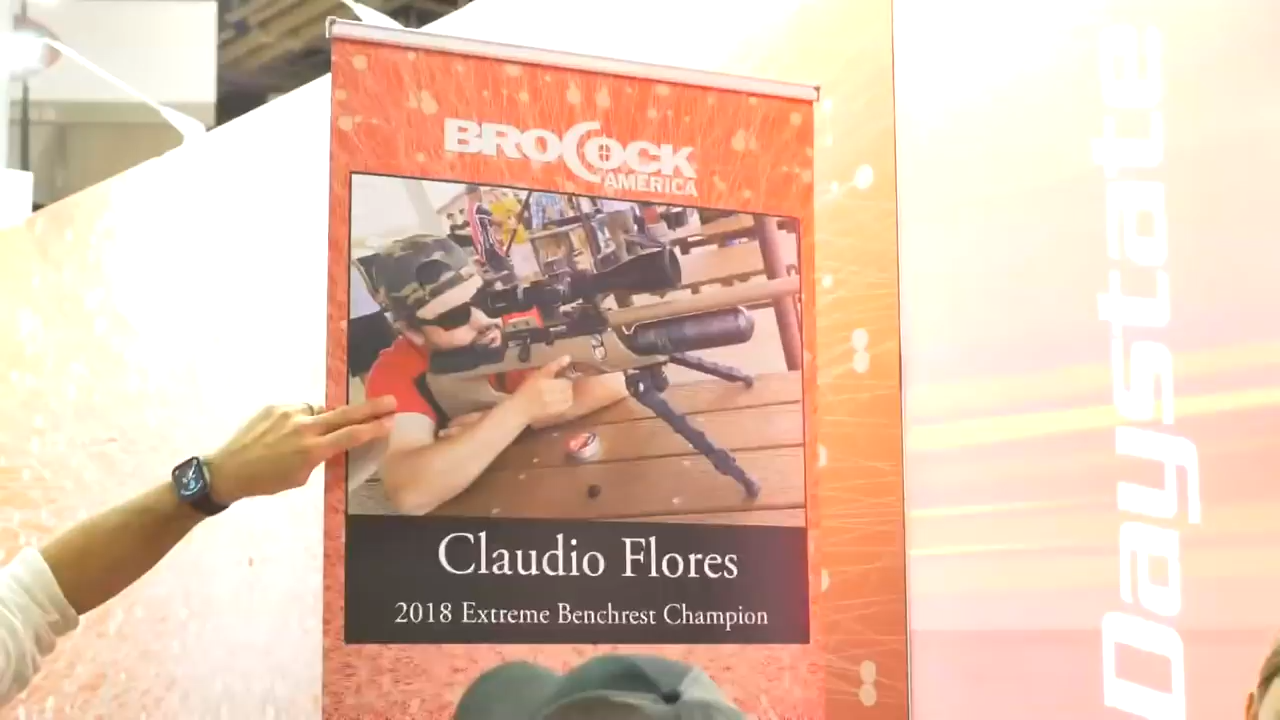 BROCOCK
AMERICA
Claudio Flores
2018 Extreme Benchrest Champion
Daystate